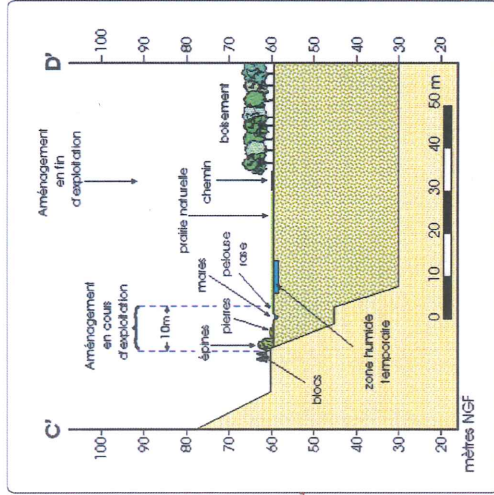 C'
D'
Aménagement
en cours
d'exploitation
Aménagement
en fin
d'exploitation
10m
épines
pierres
mares
pelouse
rase
prairie naturelle
chemin
boisement
blocs
zone humide
temporaire
100
90
80
70
60
50
40
30
100
90
80
70
60
50
40
30
mètres NGF
0 10 20 30 40 50 m